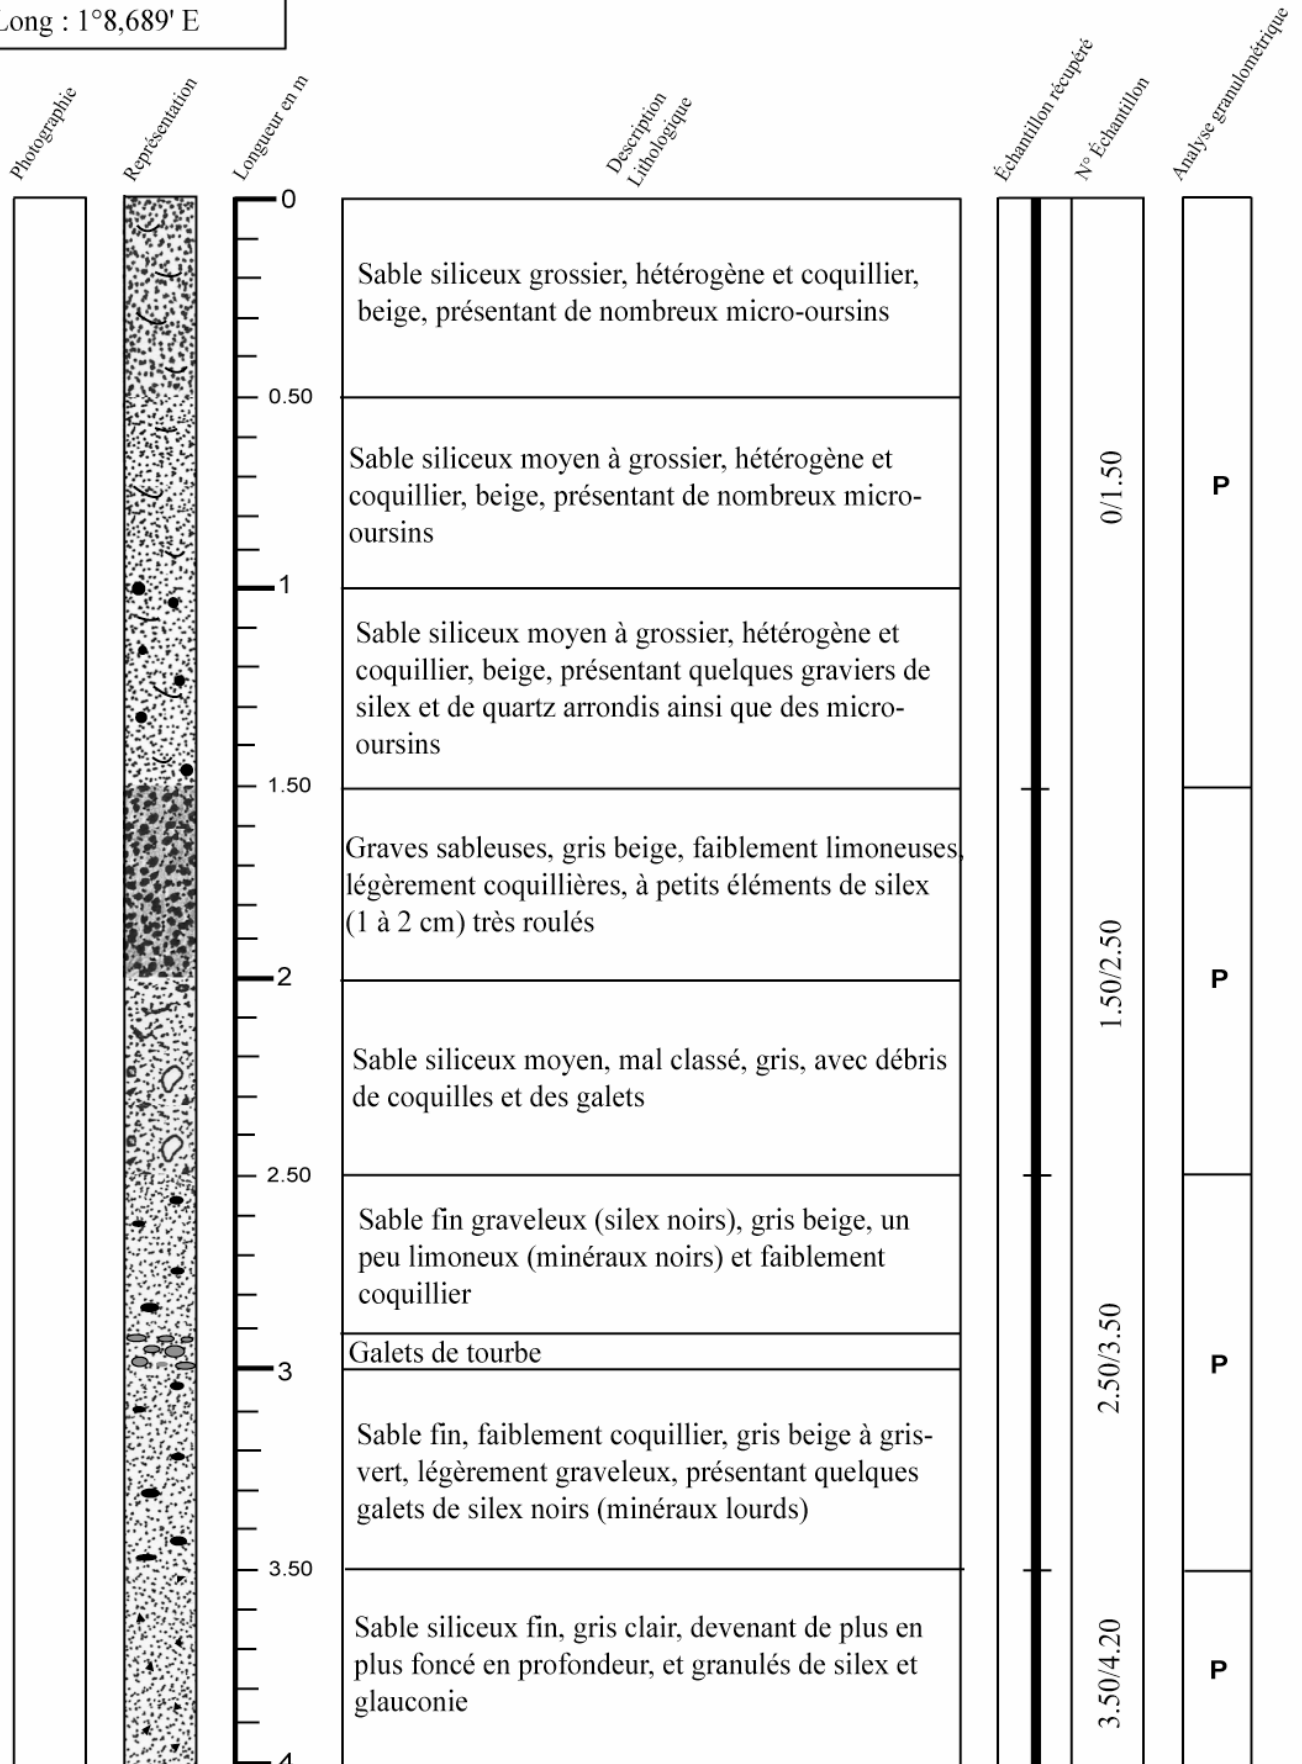 Long : 1°8,689' E
Photographie
Représentation
Longueur en m
Description
Lithologique
Échantillon récupéré
N° Échantillon
Analyse granulométrique
0
Sable siliceux grossier, hétérogène et coquillier,
beige, présentant de nombreux micro-oursins
0.50
Sable siliceux moyen à grossier, hétérogène et
coquillier, beige, présentant de nombreux micro-
oursins
0/1.50
P
1
Sable siliceux moyen à grossier, hétérogène et
coquillier, beige, présentant quelques graviers de
silex et de quartz arrondis ainsi que des micro-
oursins
1.50
Graves sableuses, gris beige, faiblement limoneuses,
légèrement coquillières, à petits éléments de silex
(1 à 2 cm) très roulés
1.50/2.50
P
2
Sable siliceux moyen, mal classé, gris, avec débris
de coquilles et des galets
2.50
Sable fin graveleux (silex noirs), gris beige, un
peu limoneux (minéraux noirs) et faiblement
coquillier
Galets de tourbe
2.50/3.50
P
3
Sable fin, faiblement coquillier, gris beige à gris-
vert, légèrement graveleux, présentant quelques
galets de silex noirs (minéraux lourds)
3.50
Sable siliceux fin, gris clair, devenant de plus en
plus foncé en profondeur, et granulés de silex et
glauconie
3.50/4.20
P
4